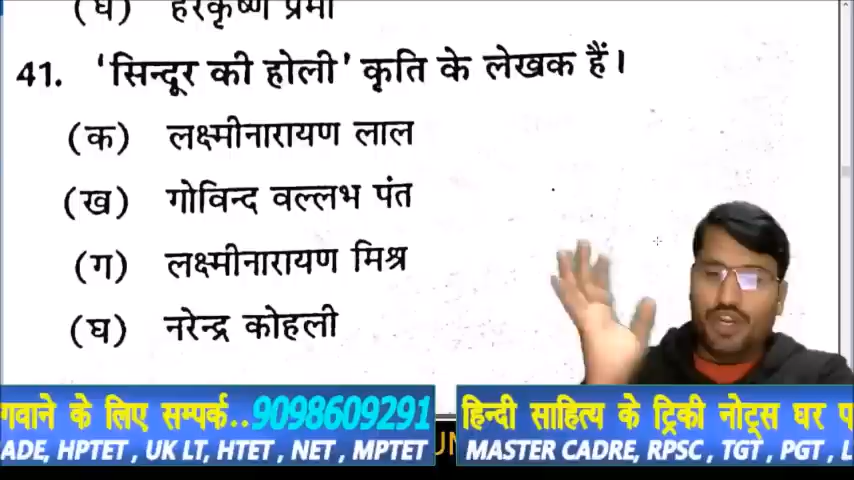 (घ) हरकृष्ण प्रेमी
41. 'सिन्दूर की होली' कृति के लेखक हैं।
(क) लक्ष्मीनारायण लाल
(ख) गोविन्द वल्लभ पंत
(ग) लक्ष्मीनारायण मिश्र
(घ) नरेन्द्र कोहली
गवाने के लिए सम्पर्क..9098609291
हिन्दी साहित्य के ट्रिकी नोट्स घर प
ADE, HPTET , UK LT, HTET , NET , MPTET
UN
MASTER CADRE, RPSC , TGT , PGT , L